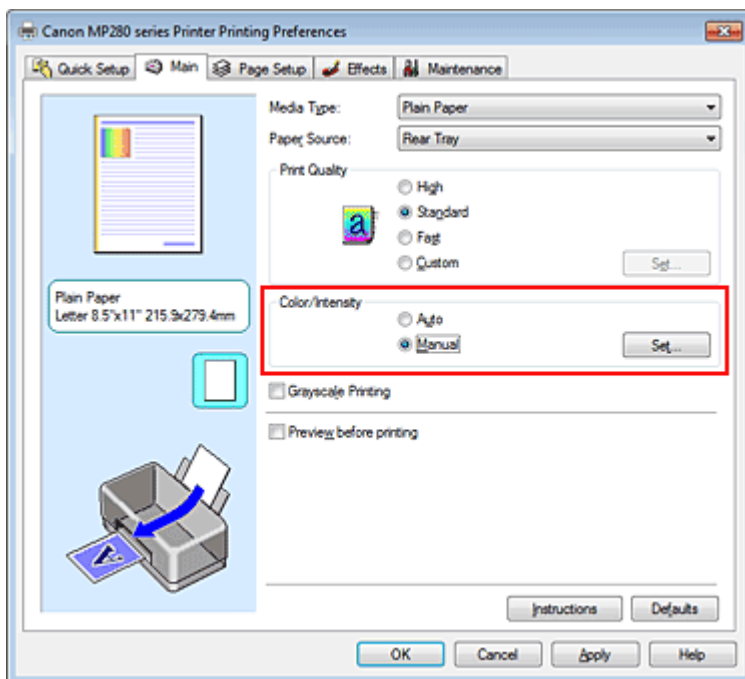 Canon MP280 series Printer Printing Preferences
Quick Setup Main Page Setup Effects Maintenance
Media Type: Plain Paper
Paper Source: Rear Tray
Print Quality
High
a Standard
Fast
Custom Set...
Plain Paper
Letter 8.5"x11" 215.9x279.4mm
Color/Intensity
Auto
Manual Set...
Grayscale Printing
Preview before printing
A
Instructions Defaults
OK Cancel Apply Help